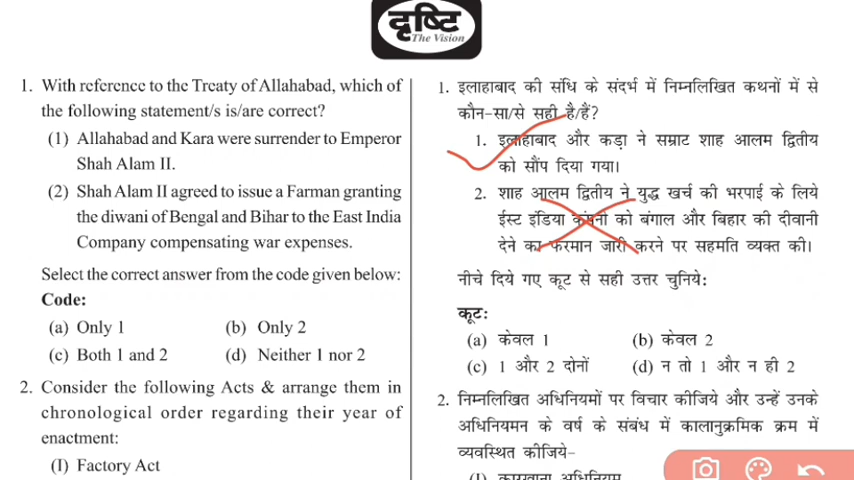 दृष्टि
The Vision
1. With reference to the Treaty of Allahabad, which of
the following statement/s is/are correct?
(1) Allahabad and Kara were surrender to Emperor
Shah Alam II.
(2) Shah Alam II agreed to issue a Farman granting
the diwani of Bengal and Bihar to the East India
Company compensating war expenses.
Select the correct answer from the code given below:
Code:
(a) Only 1 (b) Only 2
(c) Both 1 and 2 (d) Neither 1 nor 2
2. Consider the following Acts & arrange them in
chronological order regarding their year of
enactment:
(I) Factory Act
1. इलाहाबाद की संधि के संदर्भ में निम्नलिखित कथनों में से
कौन-सा/से सही है/हैं?
1. इलाहाबाद और कड़ा ने सम्राट शाह आलम द्वितीय
को सौंप दिया गया।
2. शाह आलम द्वितीय ने युद्ध खर्च की भरपाई के लिये
ईस्ट इंडिया कंपनी को बंगाल और बिहार की दीवानी
देने का फरमान जारी करने पर सहमति व्यक्त की।
नीचे दिये गए कूट से सही उत्तर चुनिये:
कूट:
(a) केवल 1 (b) केवल 2
(c) 1 और 2 दोनों (d) न तो 1 और न ही 2
2. निम्नलिखित अधिनियमों पर विचार कीजिये और उन्हें उनके
अधिनियमन के वर्ष के संबंध में कालानुक्रमिक क्रम में
व्यवस्थित कीजिये-
(I) कारखाना अधिनियम